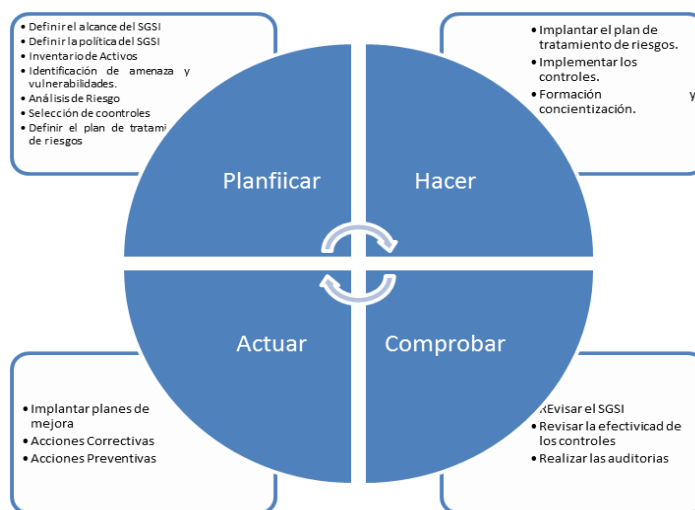 Definir el alcance del SGSI
Definir la política del SGSI
Inventario de Activos
Identificación de amenaza y
vulnerabilidades.
Análisis de Riesgo
Selección de coontroles
Definir el plan de tratami
de riesgos
Implantar el plan de
tratamiento de riesgos.
Implementar los
controles.
Formación y
concientización.
Planfiicar
Hacer
Actuar
Comprobar
Implantar planes de
mejora
Acciones Correctivas
Acciones Preventivas
REvisar el SGSI
Revisar la efectivicad de
los controles
Realizar las auditorias